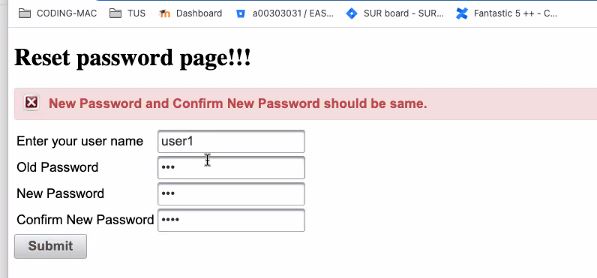 CODING-MAC TUS Dashboard a00303031 / EAS... SUR board - SUR... Fantastic 5 ++ - C...
Reset password page!!!
New Password and Confirm New Password should be same.
Enter your user name user1
Old Password •••
New Password •••
Confirm New Password ••••
Submit